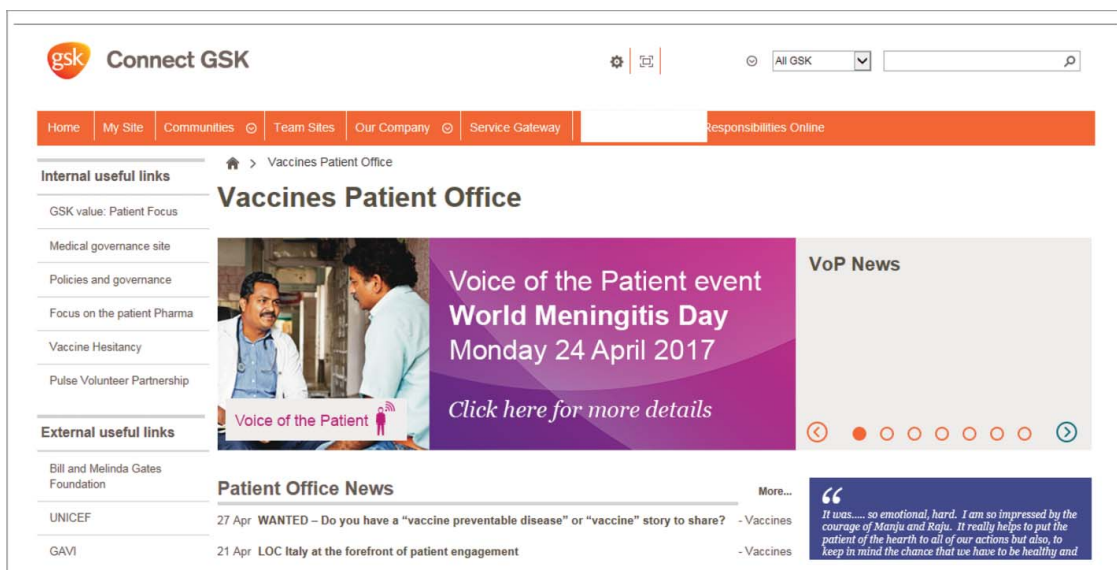 gsk Connect GSK
All GSK
Home My Site Communities Team Sites Our Company Service Gateway Responsibilities Online
Vaccines Patient Office
Vaccines Patient Office
Internal useful links
GSK value: Patient Focus
Medical governance site
Policies and governance
Focus on the patient Pharma
Vaccine Hesitancy
Pulse Volunteer Partnership
External useful links
Bill and Melinda Gates
Foundation
UNICEF
GAVI
Voice of the Patient
Voice of the Patient event
World Meningitis Day
Monday 24 April 2017
Click here for more details
VoP News
Patient Office News
More...
27 Apr WANTED – Do you have a “vaccine preventable disease” or “vaccine” story to share? - Vaccines
21 Apr LOC Italy at the forefront of patient engagement - Vaccines
“
It was..... so emotional, hard. I am so impressed by the
courage of Manju and Raju. It really helps to put the
patient of the hearth to all of our actions but also, to
keep in mind the chance that we have to be healthy and